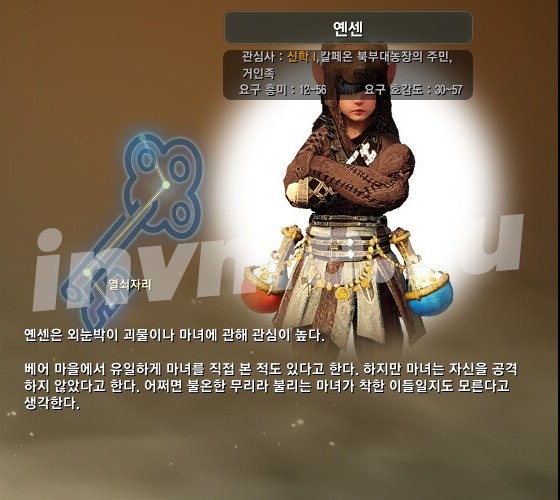 옌센
관심사 : 신학 I,칼페온 북부대농장의 주민,
거인족
요구 흥미 : 12~56 요구 호감도 : 30~57
열쇠자리
옌센은 외눈박이 괴물이나 마녀에 관해 관심이 높다.
베어 마을에서 유일하게 마녀를 직접 본 적도 있다고 한다. 하지만 마녀는 자신을 공격
하지 않았다고 한다. 어쩌면 불온한 무리라 불리는 마녀가 착한 이들일지도 모른다고
생각한다.